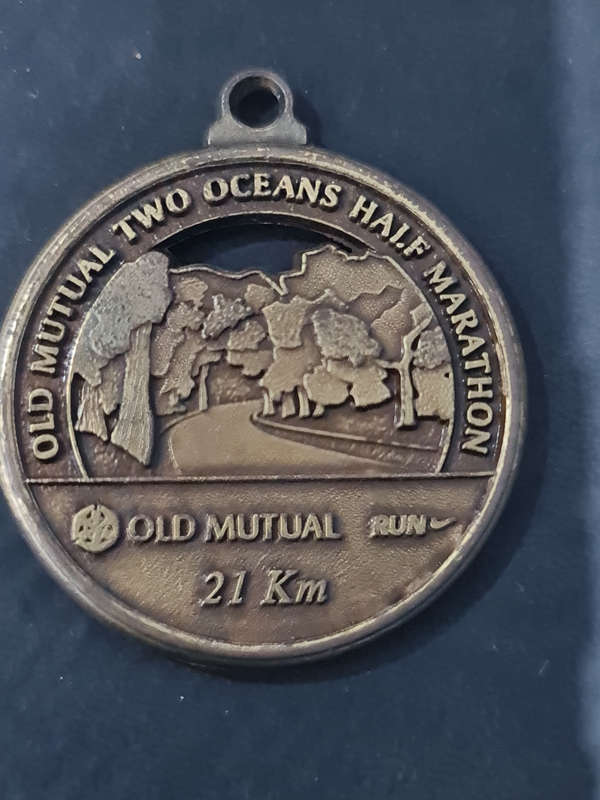 OLD MUTUAL TWO OCEANS HALF MARATHON
OLD MUTUAL RUN
21 Km